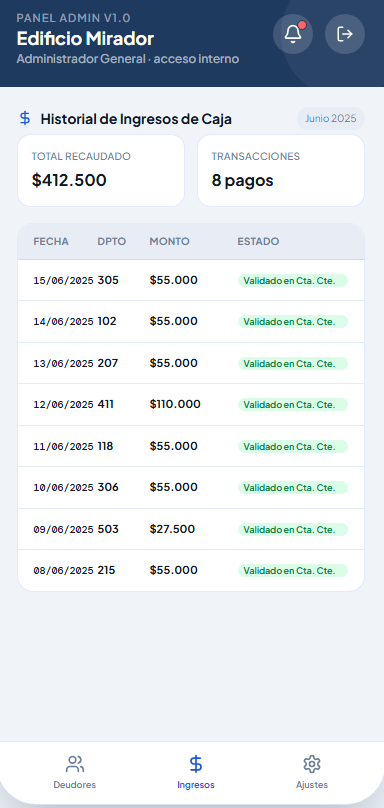 PANEL ADMIN V1.0
Edificio Mirador
Administrador General · acceso interno
$ Historial de Ingresos de Caja
Junio 2025
TOTAL RECAUDADO
$412.500
TRANSACCIONES
8 pagos
FECHA DPTO MONTO ESTADO
15/06/2025 305 $55.000 Validado en Cta. Cte.
14/06/2025 102 $55.000 Validado en Cta. Cte.
13/06/2025 207 $55.000 Validado en Cta. Cte.
12/06/2025 411 $110.000 Validado en Cta. Cte.
11/06/2025 118 $55.000 Validado en Cta. Cte.
10/06/2025 306 $55.000 Validado en Cta. Cte.
09/06/2025 503 $27.500 Validado en Cta. Cte.
08/06/2025 215 $55.000 Validado en Cta. Cte.
$
Deudores Ingresos Ajustes